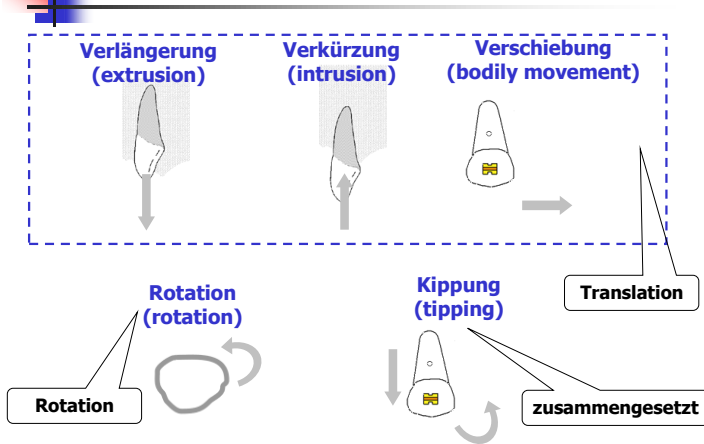 Verlängerung
(extrusion)
Verkürzung
(intrusion)
Verschiebung
(bodily movement)
Translation
Rotation
(rotation)
Kippung
(tipping)
Rotation
zusammengesetzt